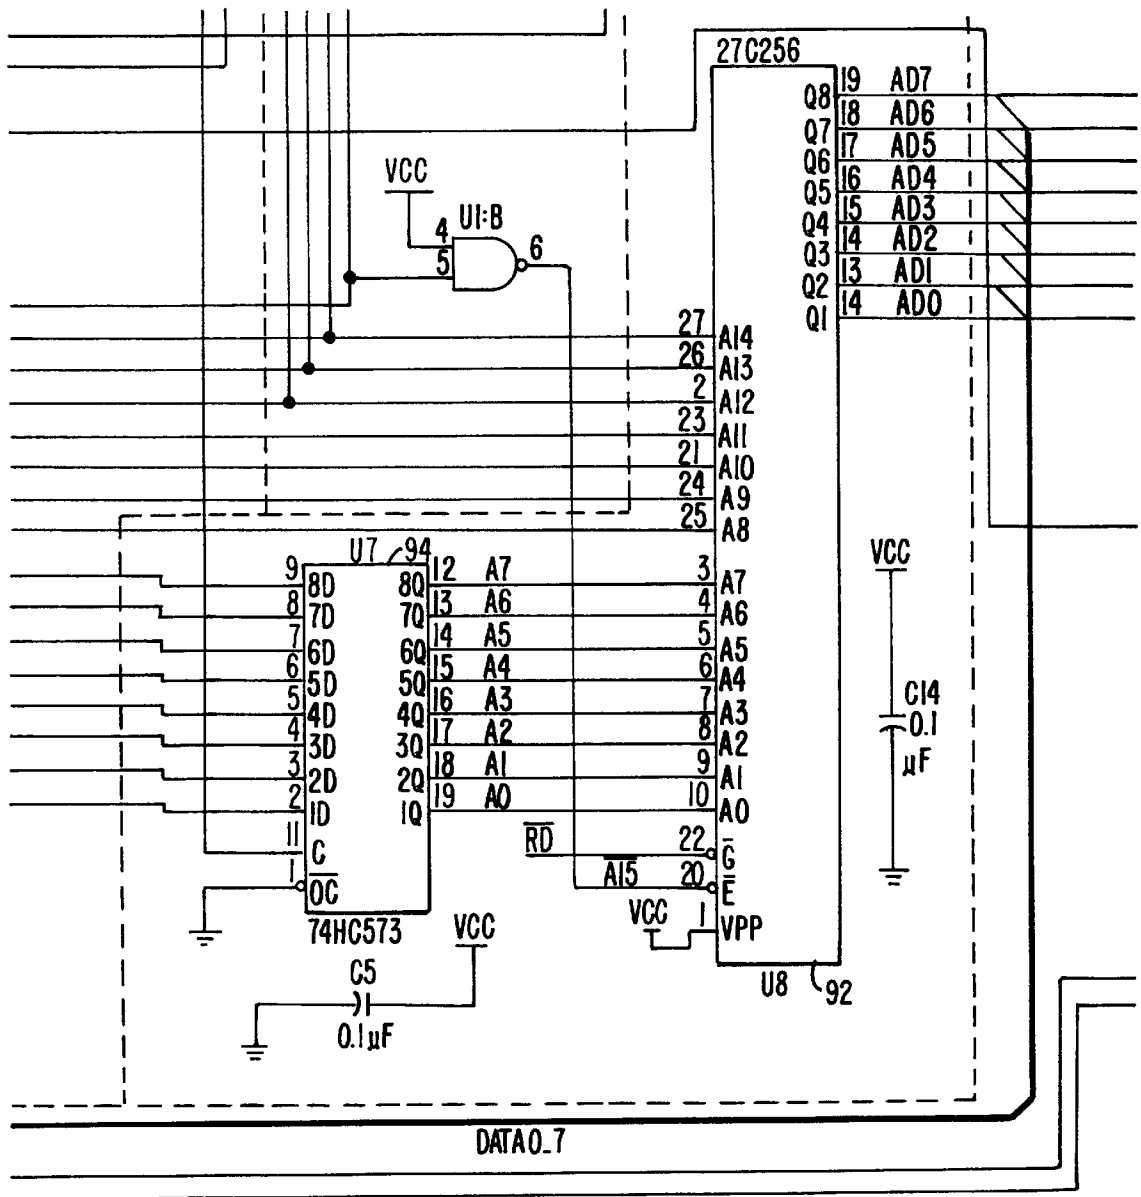 27C256
Q8 19 AD7
Q7 18 AD6
Q6 17 AD5
Q5 16 AD4
Q4 15 AD3
Q3 14 AD2
Q2 13 AD1
Q1 14 AD0
VCC
U1:B
4
5
6
27 A14
26 A13
2 A12
23 A11
21 A10
24 A9
25 A8
U7 94
9 8D 8Q 12 A7 3 A7
8 7D 7Q 13 A6 4 A6
7 6D 6Q 14 A5 5 A5
6 5D 5Q 15 A4 6 A4
5 4D 4Q 16 A3 7 A3
4 3D 3Q 17 A2 8 A2
3 2D 2Q 18 A1 9 A1
2 1D 1Q 19 A0 10 A0
11 C
1 O̅C̅
74HC573
R̅D̅ 22 G̅
A̅1̅5̅ 20 E̅
VCC 1 VPP
U8 92
VCC
C14
0.1
µF
VCC
C5
0.1µF
DATA0_7